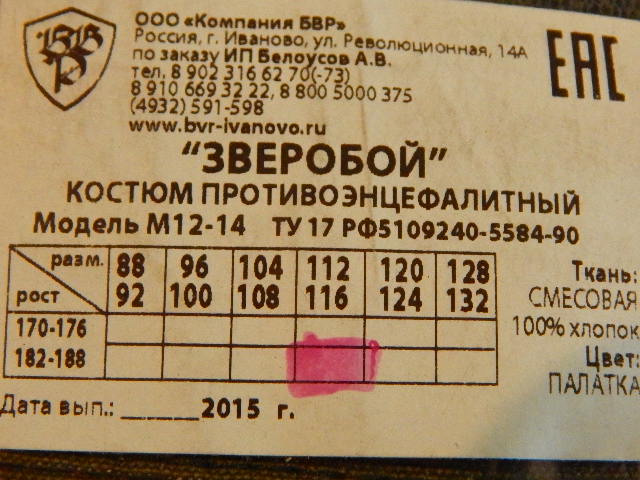 БВР
ООО «Компания БВР»
Россия, г. Иваново, ул. Революционная, 14А
по заказу ИП Белоусов А.В.
тел. 8 902 316 62 70(-73)
8 910 669 32 22, 8 800 5000 375
(4932) 591-598
www.bvr-ivanovo.ru
ЕАС
“ЗВЕРОБОЙ”
КОСТЮМ ПРОТИВОЭНЦЕФАЛИТНЫЙ
Модель М12-14 ТУ 17 РФ5109240-5584-90
разм. 88 96 104 112 120 128
рост 92 100 108 116 124 132
170-176
182-188
Ткань:
СМЕСОВАЯ
100% хлопок
Цвет:
ПАЛАТКА
Дата вып.: ______2015 г.